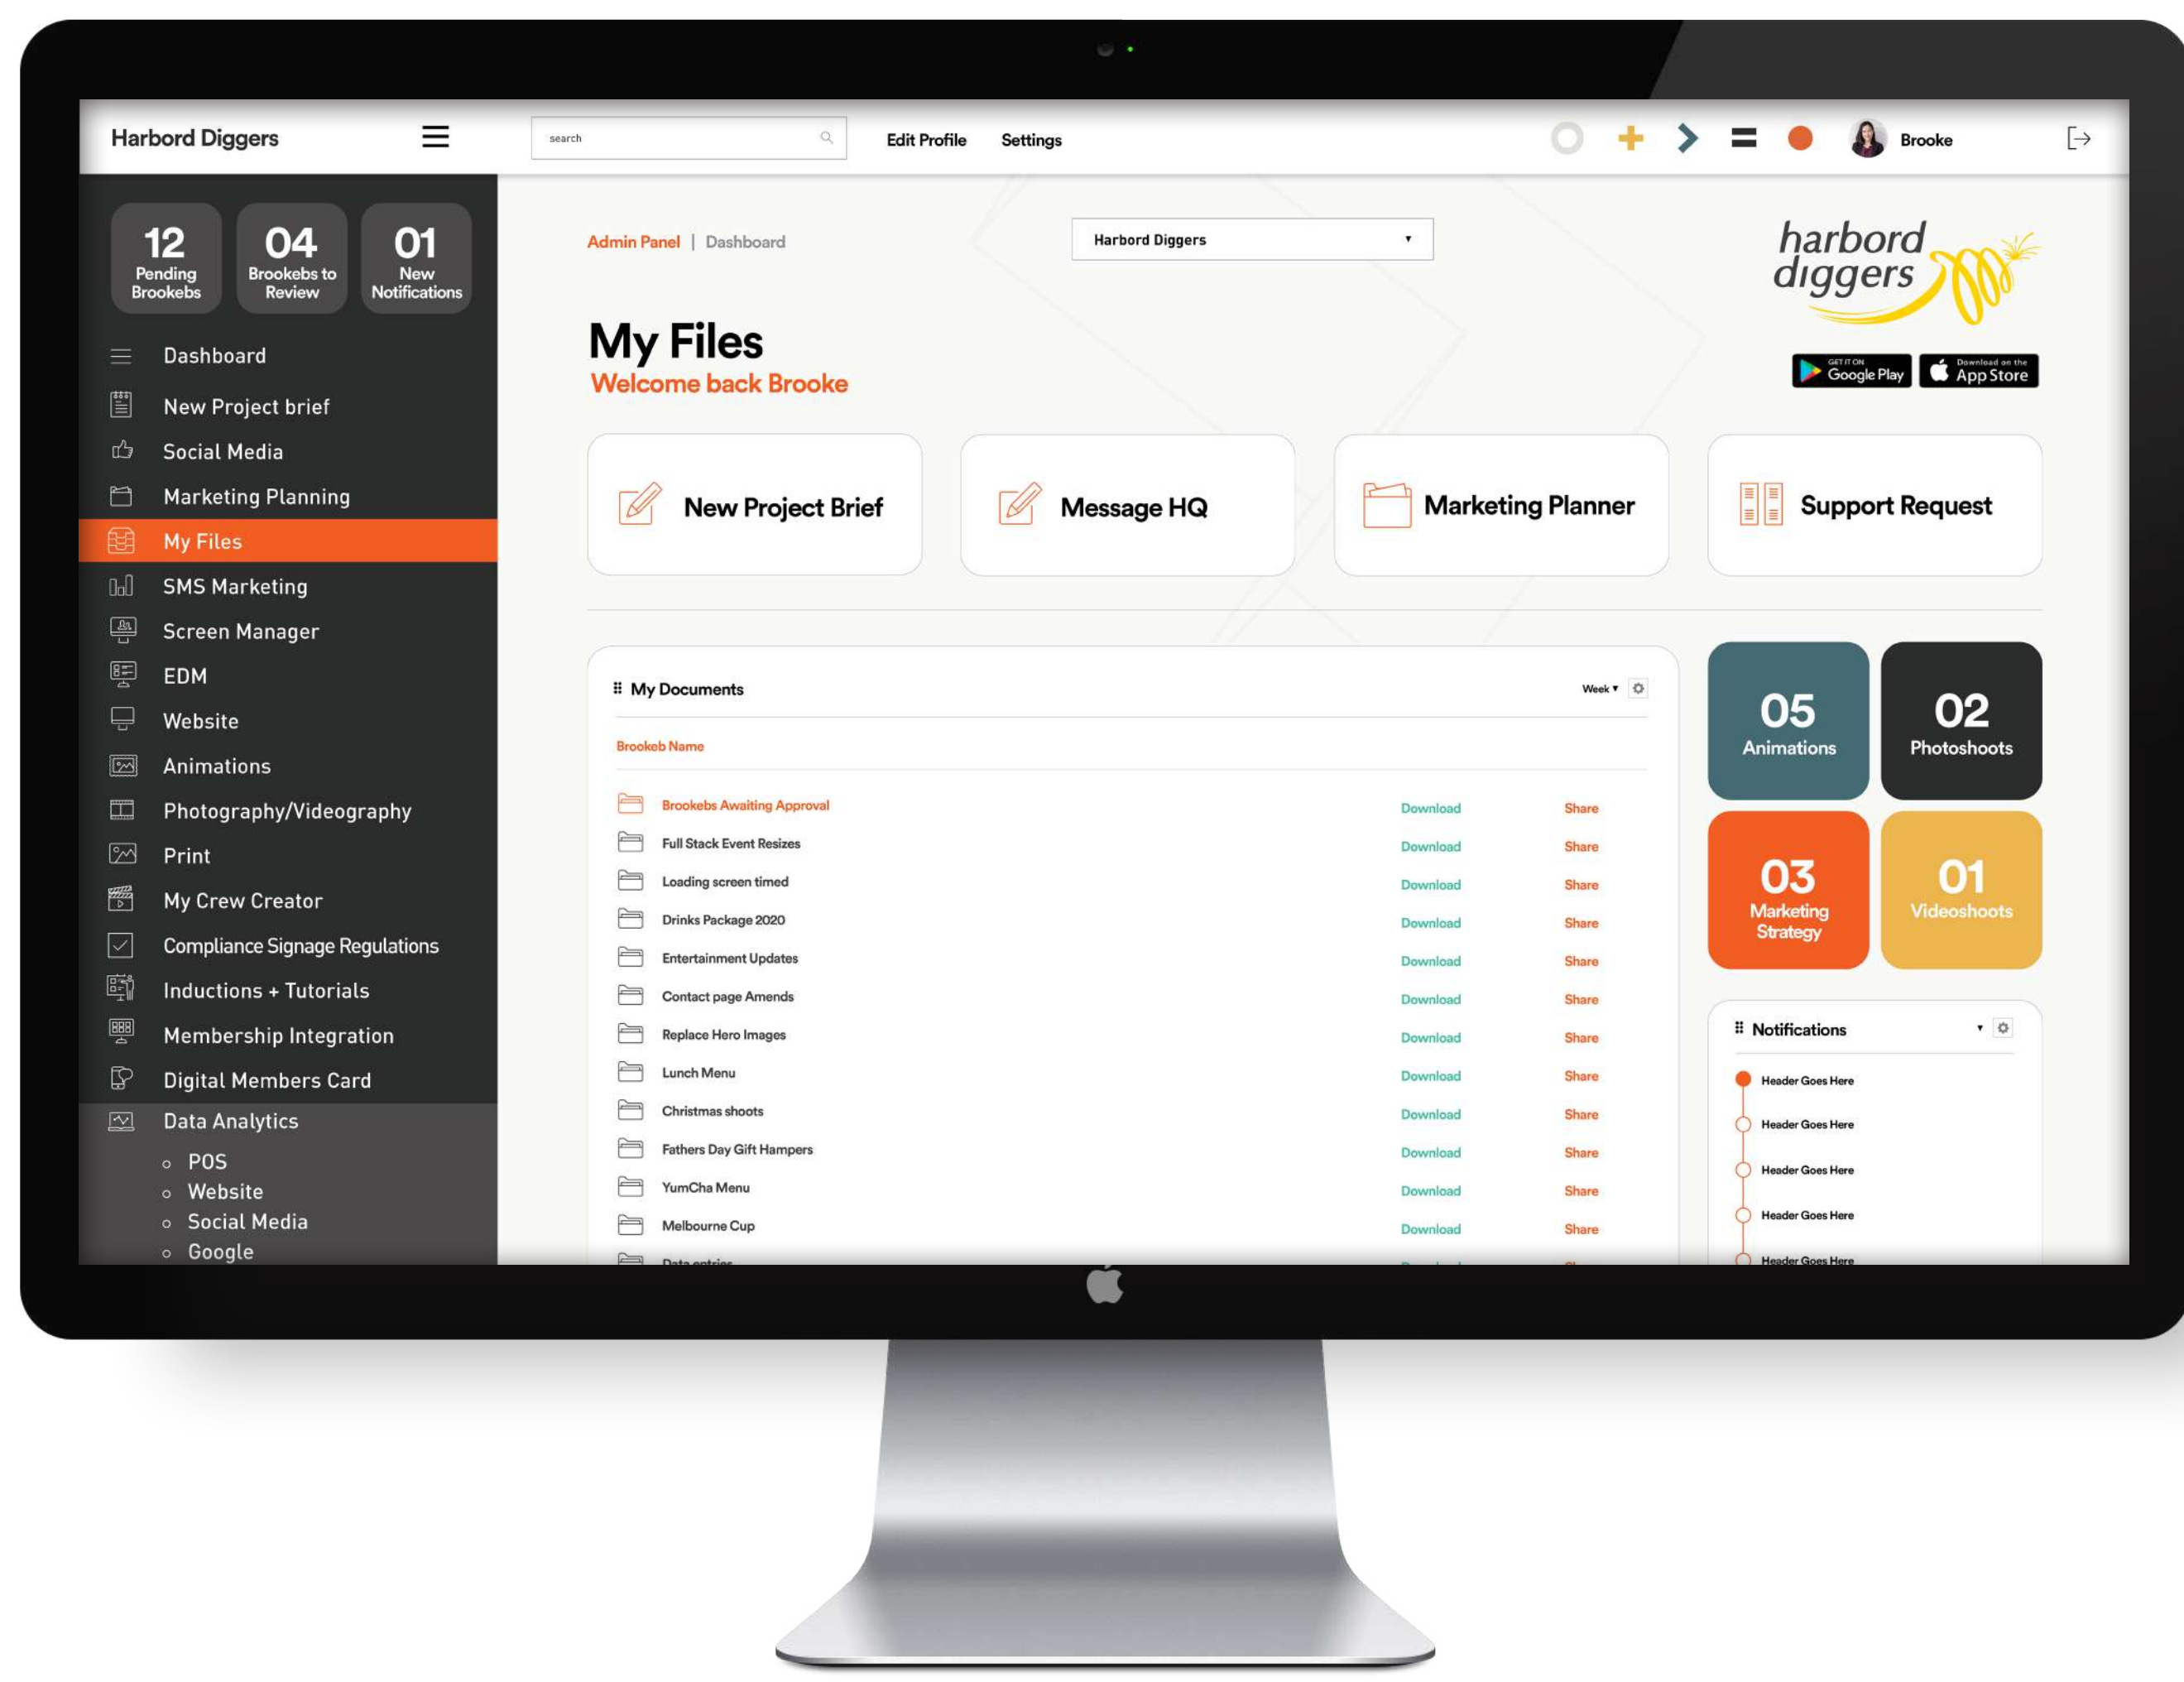 Harbord Diggers
search
Edit Profile
Settings
Brooke
12
Pending
Brookebs
04
Brookebs to
Review
01
New
Notifications
Dashboard
New Project brief
Social Media
Marketing Planning
My Files
SMS Marketing
Screen Manager
EDM
Website
Animations
Photography/Videography
Print
My Crew Creator
Compliance Signage Regulations
Inductions + Tutorials
Membership Integration
Digital Members Card
Data Analytics
POS
Website
Social Media
Google
Admin Panel | Dashboard
Harbord Diggers
harbord
diggers
My Files
Welcome back Brooke
GET IT ON
Google Play
Download on the
App Store
New Project Brief
Message HQ
Marketing Planner
Support Request
My Documents
Week
Brookeb Name
Brookebs Awaiting Approval Download Share
Full Stack Event Resizes Download Share
Loading screen timed Download Share
Drinks Package 2020 Download Share
Entertainment Updates Download Share
Contact page Amends Download Share
Replace Hero Images Download Share
Lunch Menu Download Share
Christmas shoots Download Share
Fathers Day Gift Hampers Download Share
YumCha Menu Download Share
Melbourne Cup Download Share
Data entries
05
Animations
02
Photoshoots
03
Marketing
Strategy
01
Videoshoots
Notifications
Header Goes Here
Header Goes Here
Header Goes Here
Header Goes Here
Header Goes Here